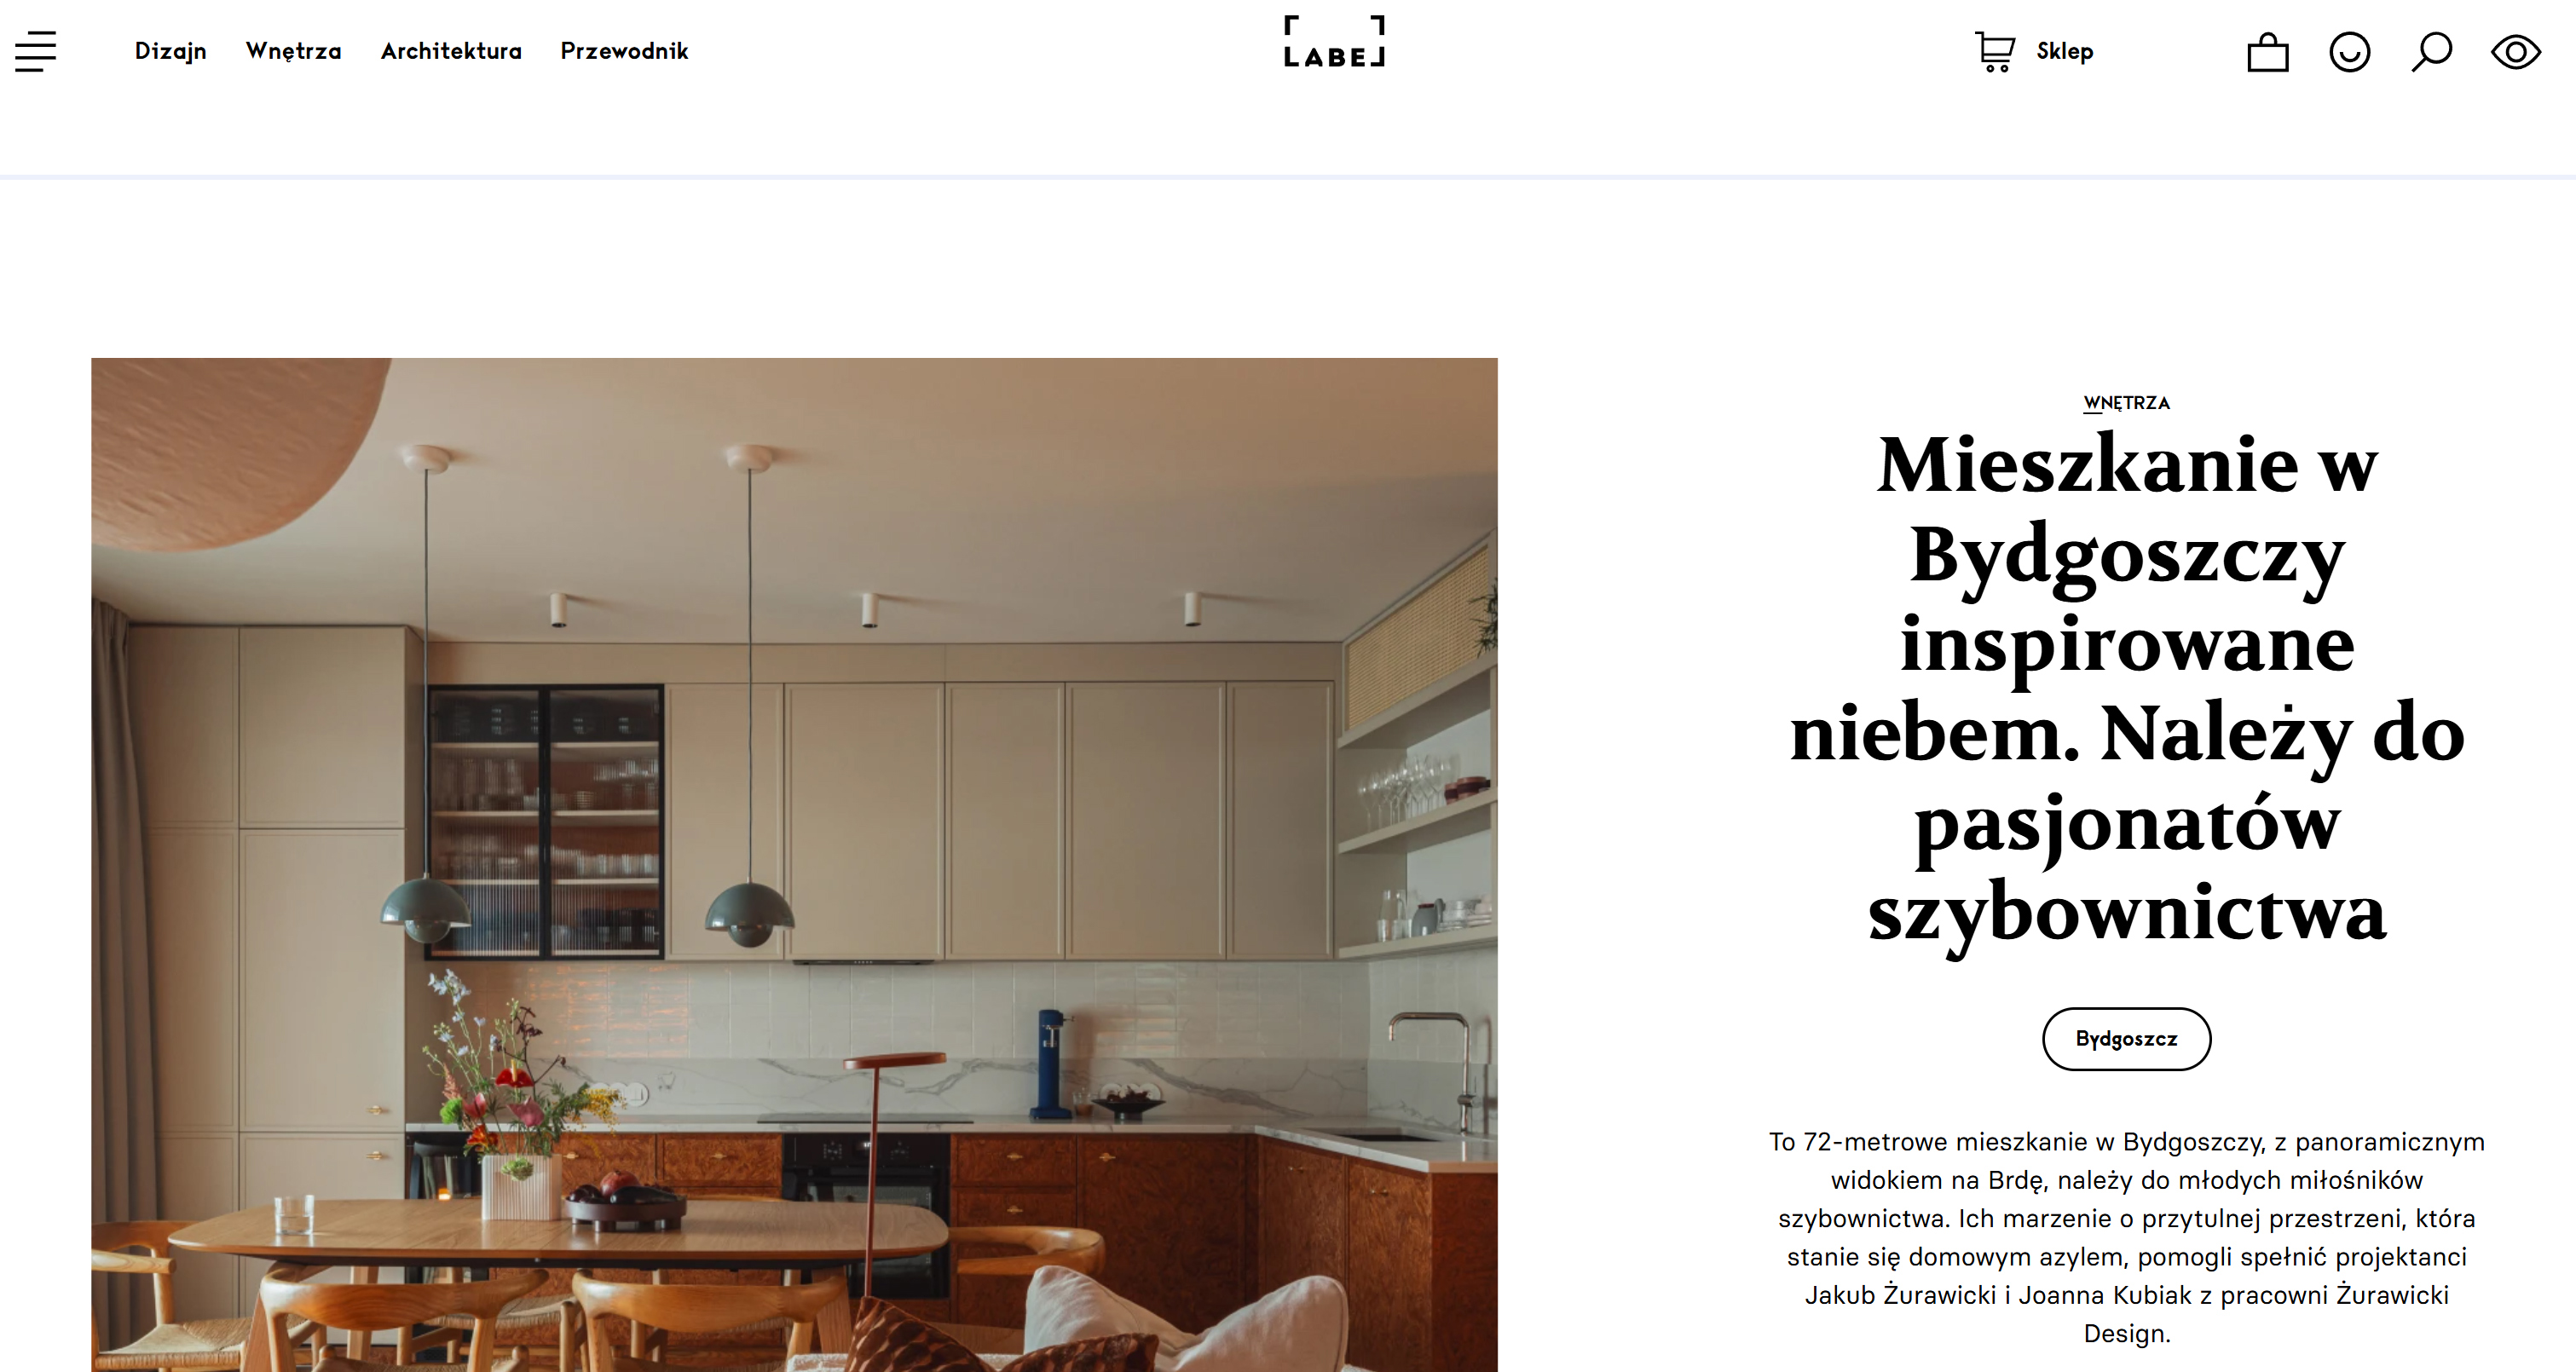 Dizajn Wnętrza Architektura Przewodnik
LABEL
Sklep
WNĘTRZA
Mieszkanie w
Bydgoszczy
inspirowane
niebem. Należy do
pasjonatów
szybownictwa
Bydgoszcz
To 72-metrowe mieszkanie w Bydgoszczy, z panoramicznym
widokiem na Brdę, należy do młodych miłośników
szybownictwa. Ich marzenie o przytulnej przestrzeni, która
stanie się domowym azylem, pomogli spełnić projektanci
Jakub Żurawicki i Joanna Kubiak z pracowni Żurawicki
Design.